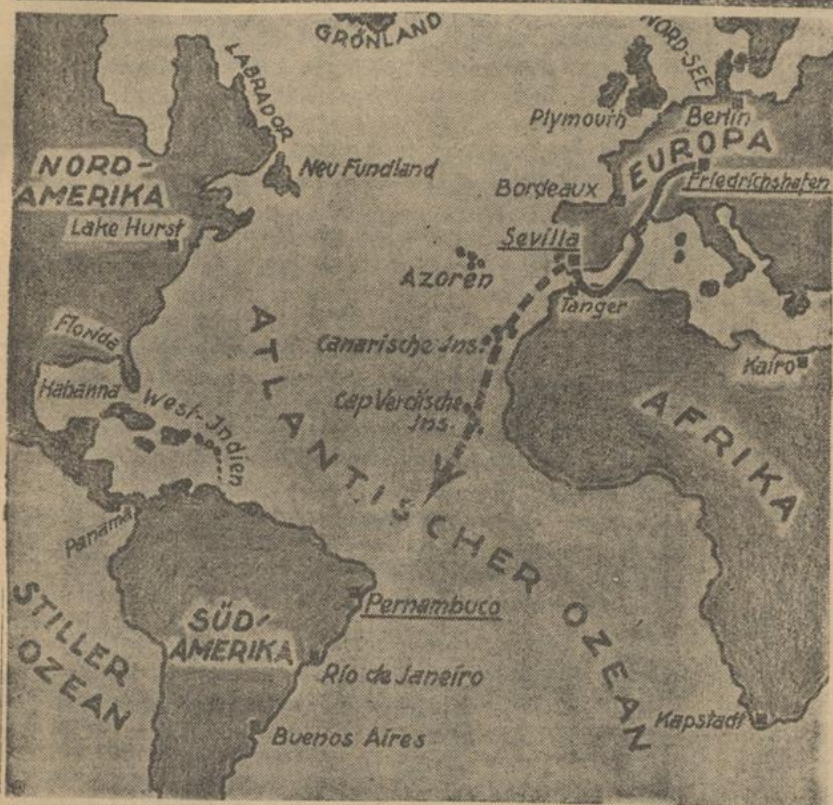 GRÖNLAND
LABRADOR
NORD-SEE
Plymouth
Berlin
EUROPA
NORD-
AMERIKA
Neu Fundland
Bordeaux
Friedrichshafen
Lake Hurst
Sevilla
Azoren
Tanger
Florida
Canarische Ins.
Kairo
Habanna
West-Indien
Cap Verdische
Ins.
AFRIKA
ATLANTISCHER OZEAN
Panama
Pernambuco
STILLER
OZEAN
SÜD-
AMERIKA
Rio de Janeiro
Kapstadt
Buenos Aires